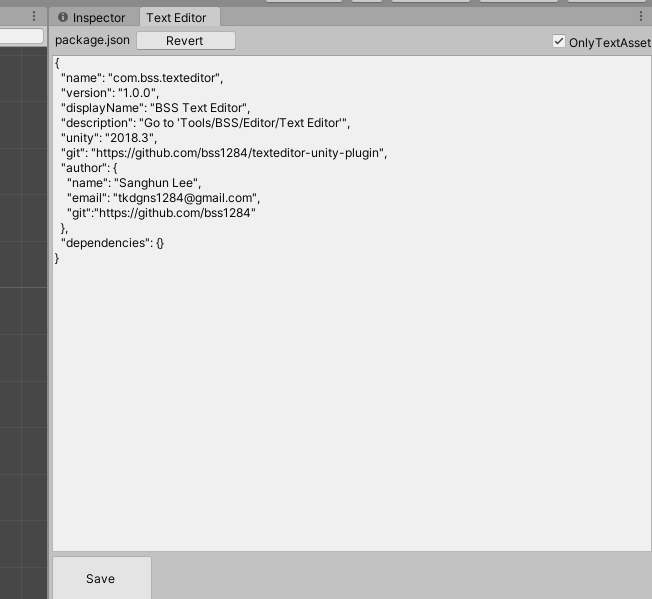 Inspector Text Editor
package.json Revert OnlyTextAsset
{
"name": "com.bss.texteditor",
"version": "1.0.0",
"displayName": "BSS Text Editor",
"description": "Go to 'Tools/BSS/Editor/Text Editor'",
"unity": "2018.3",
"git": "https://github.com/bss1284/texteditor-unity-plugin",
"author": {
"name": "Sanghun Lee",
"email": "tkdgns1284@gmail.com",
"git":"https://github.com/bss1284"
},
"dependencies": {}
}
Save